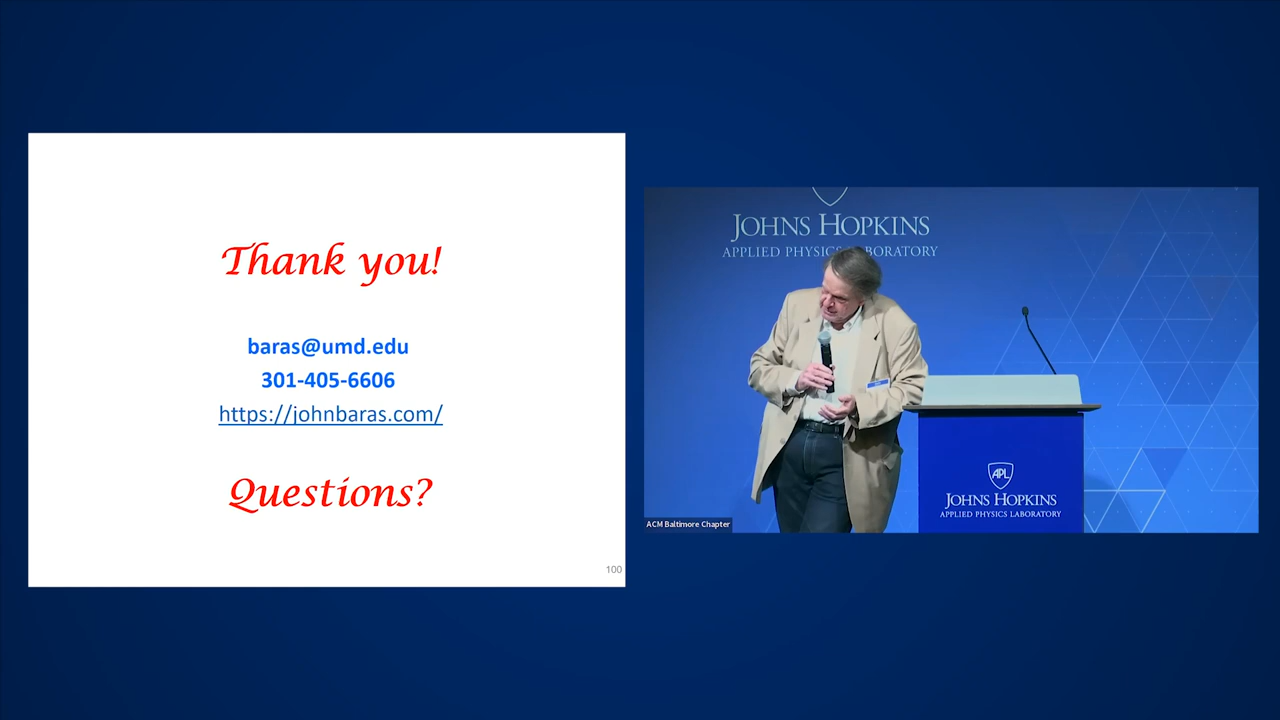 Thank you!
baras@umd.edu
301-405-6606
https://johnbaras.com/
Questions?
100
JOHNS HOPKINS
APPLIED PHYSICS LABORATORY
APL
JOHNS HOPKINS
APPLIED PHYSICS LABORATORY
ACM Baltimore Chapter